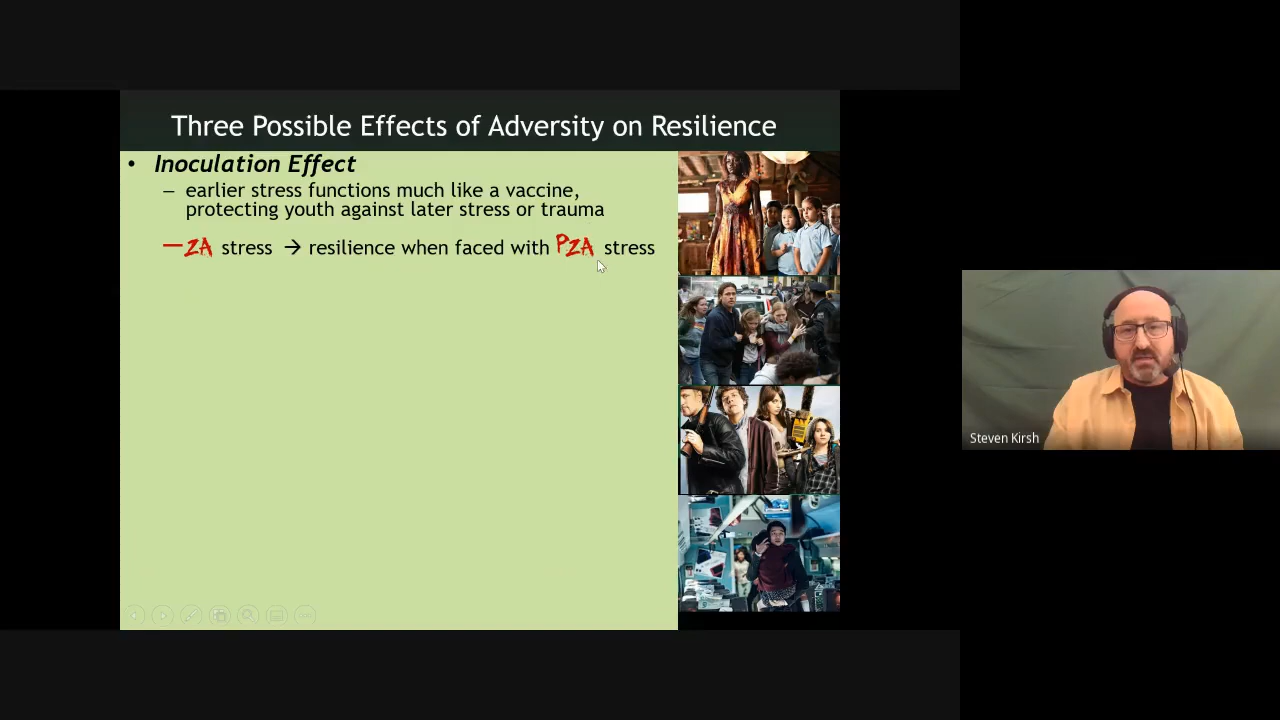 Three Possible Effects of Adversity on Resilience
• Inoculation Effect
– earlier stress functions much like a vaccine,
protecting youth against later stress or trauma
–ZA stress → resilience when faced with PZA stress
Steven Kirsh